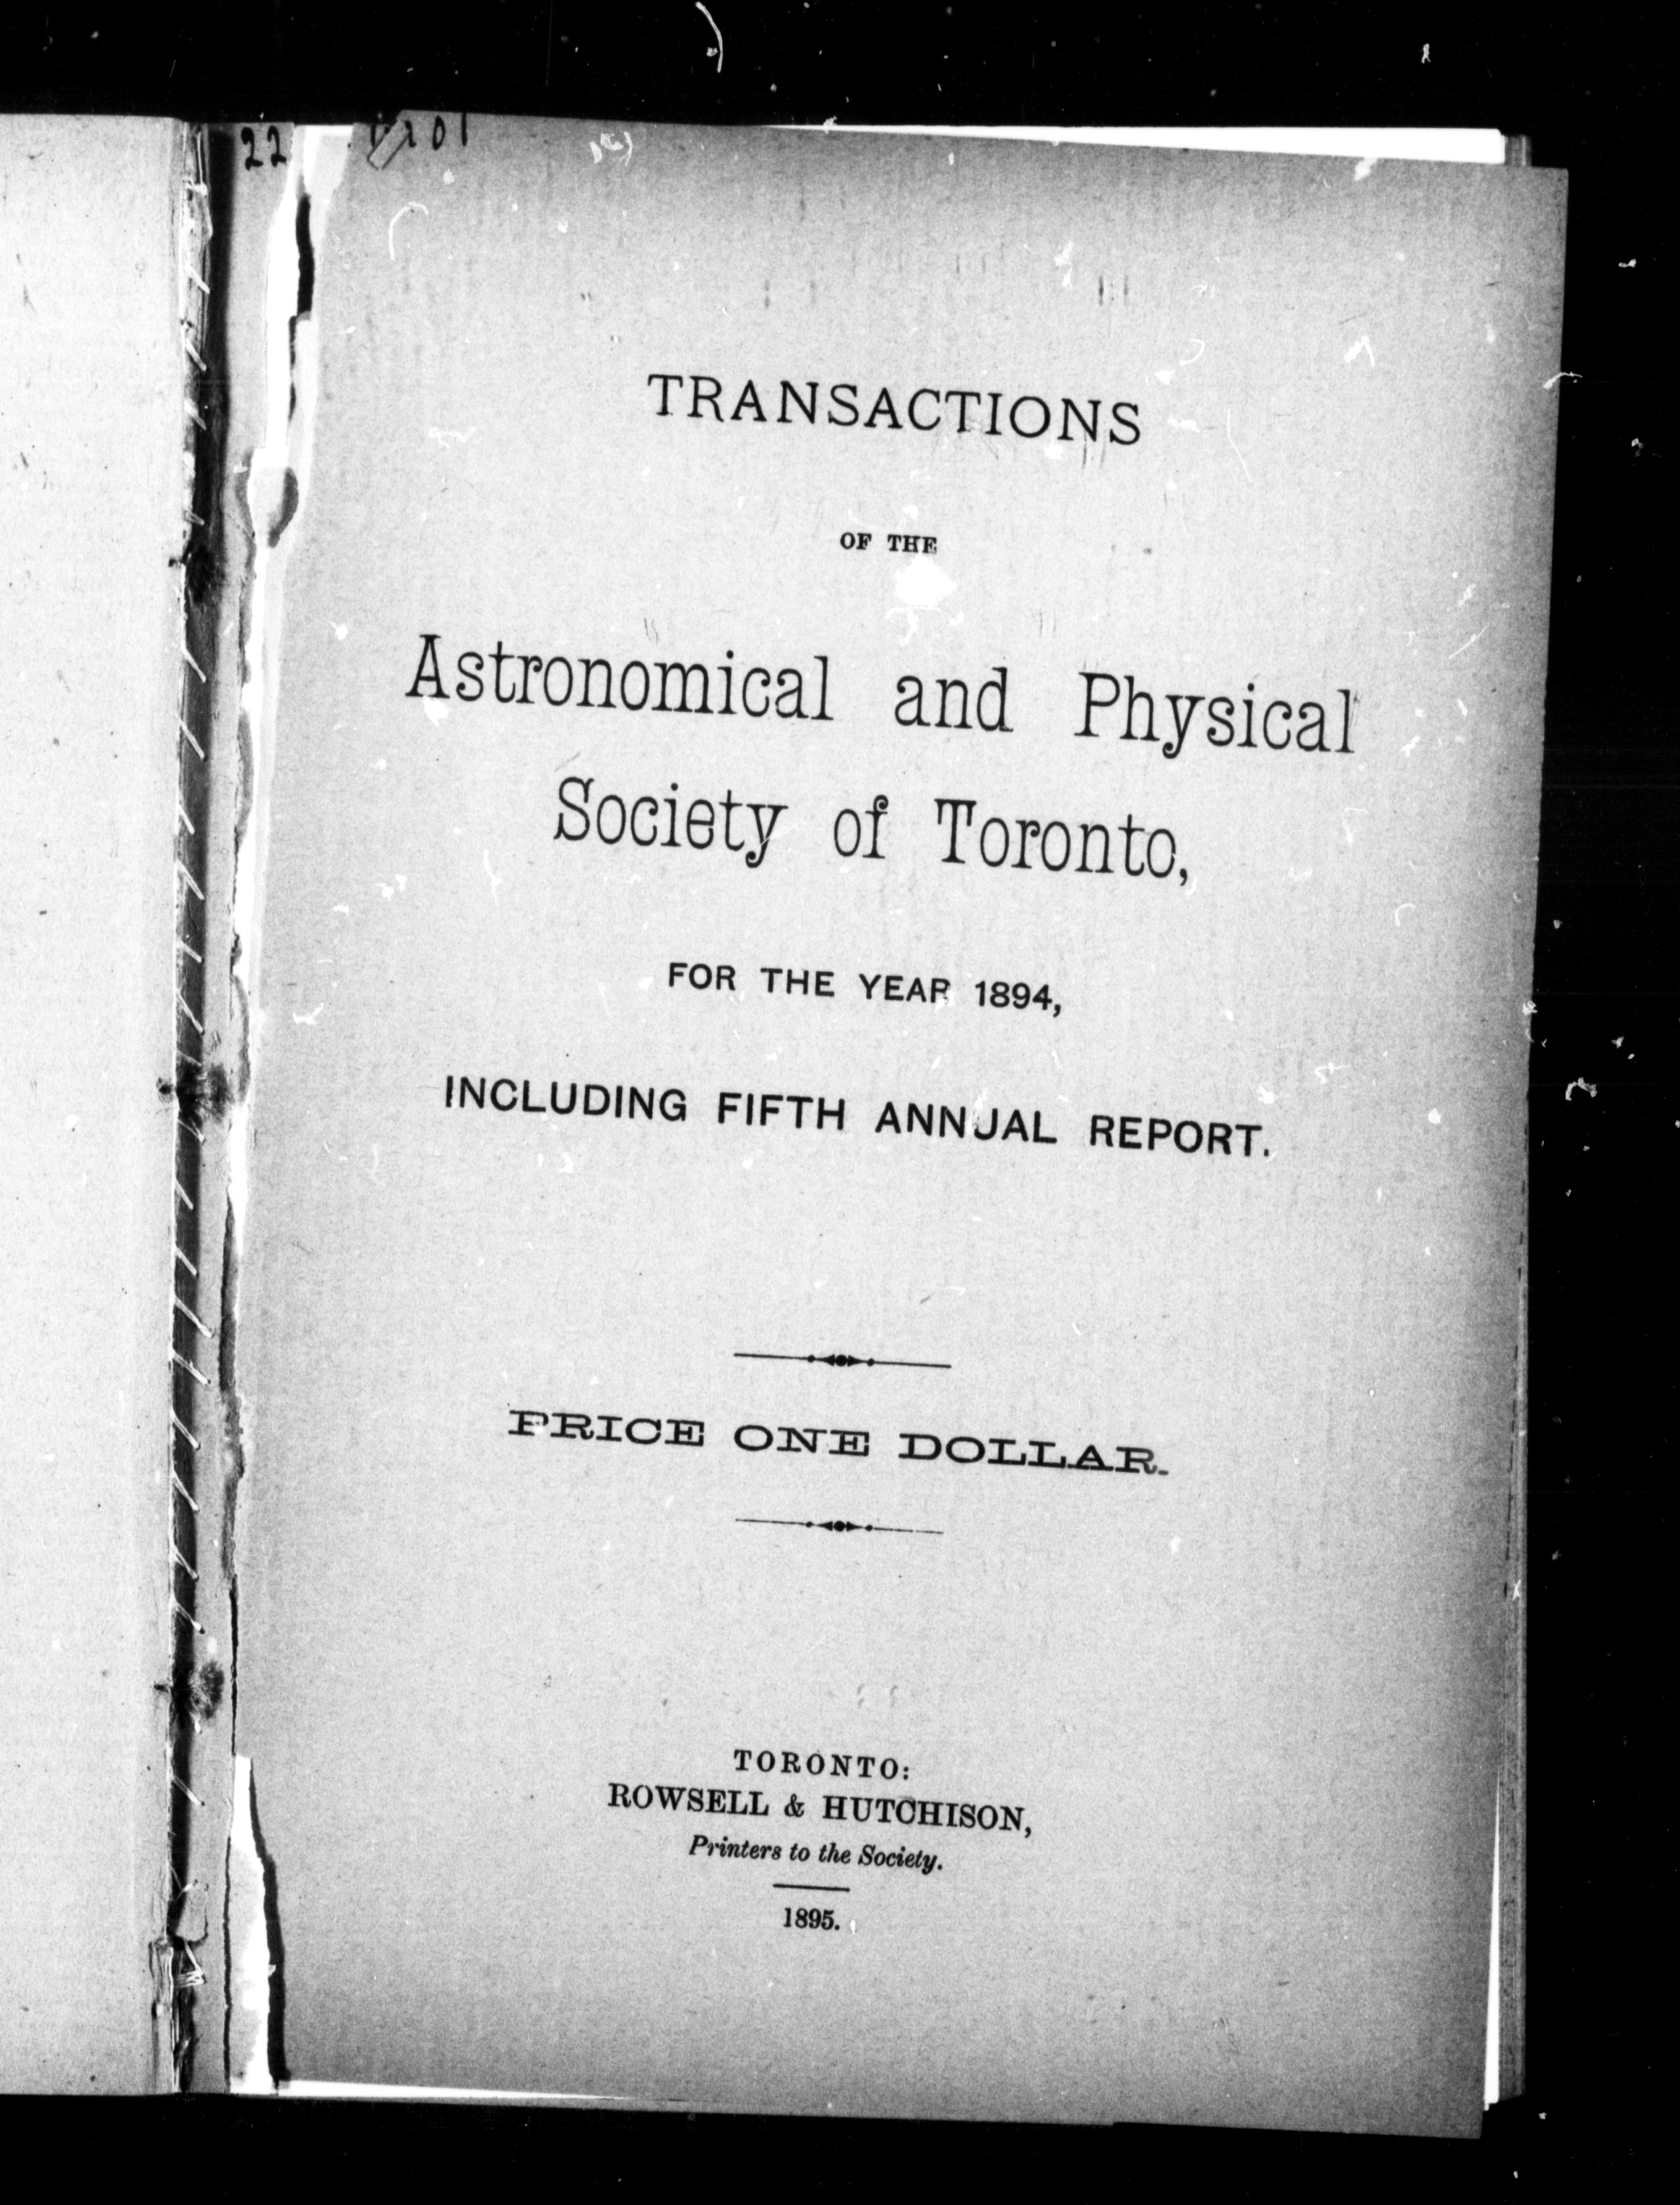 22
TRANSACTIONS
OF THE
Astronomical and Physical
Society of Toronto,
FOR THE YEAR 1894,
INCLUDING FIFTH ANNUAL REPORT.
PRICE ONE DOLLAR.
TORONTO:
ROWSELL & HUTCHISON,
Printers to the Society.
1895.